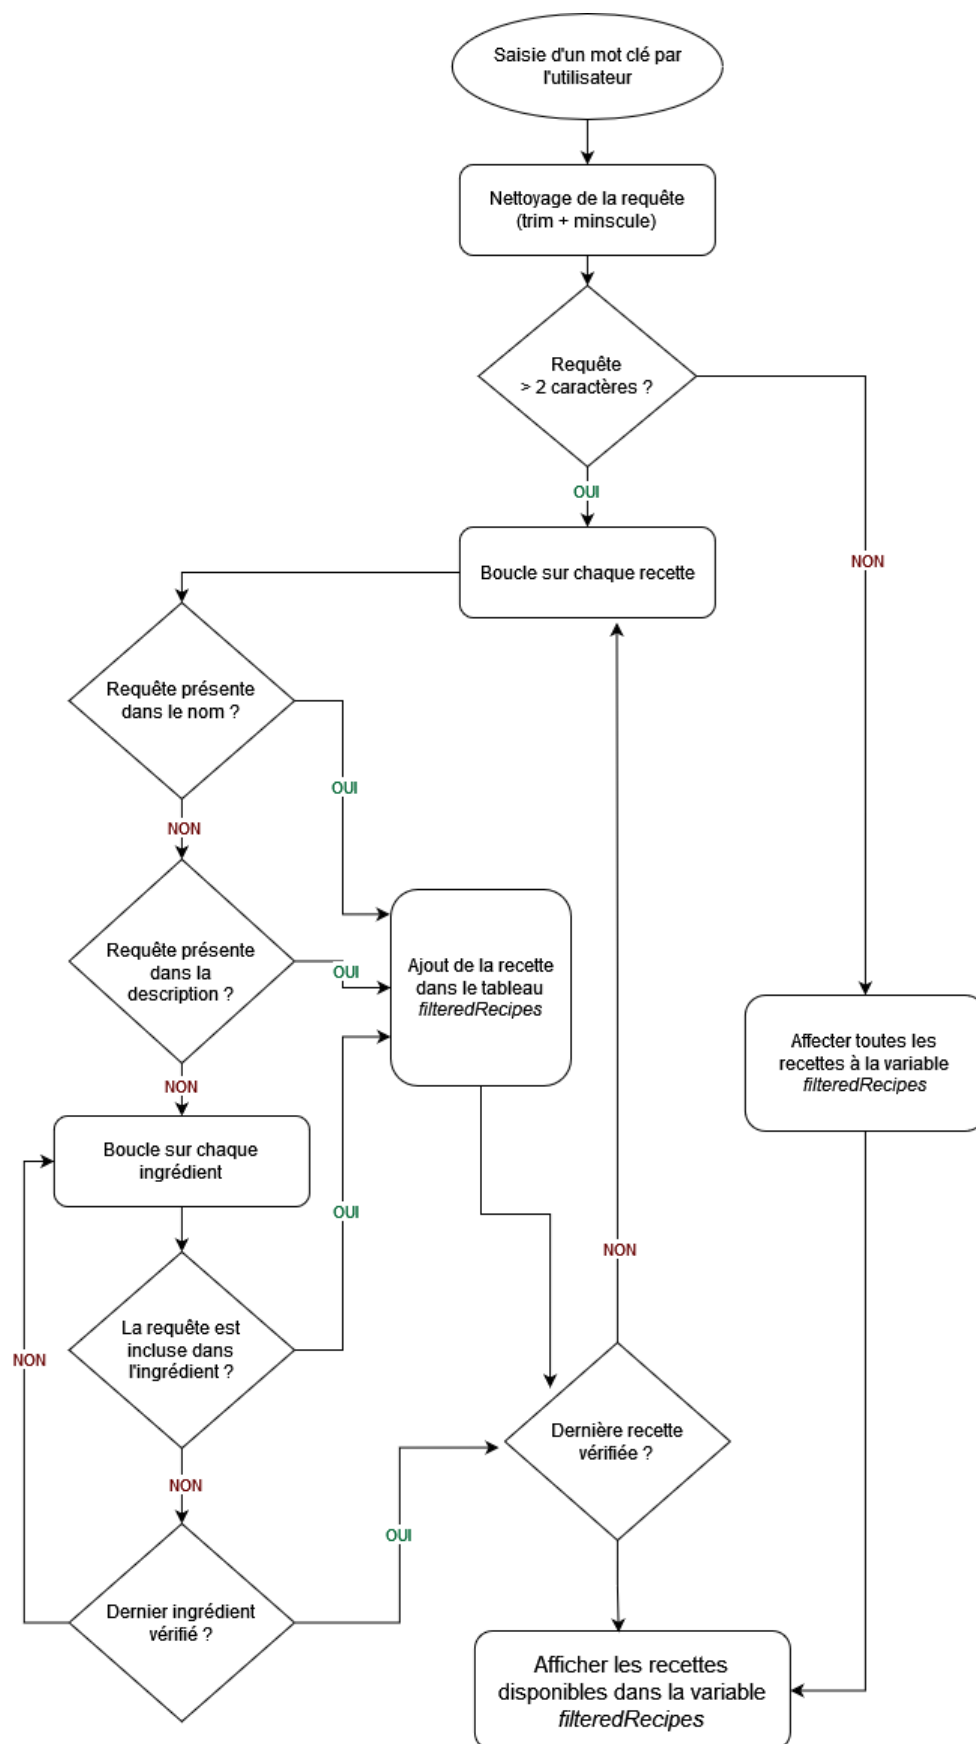 Saisie d'un mot clé par
l'utilisateur
Nettoyage de la requête
(trim + minscule)
Requête
> 2 caractères ?
OUI
NON
Boucle sur chaque recette
Requête présente
dans le nom ?
OUI
NON
Requête présente
dans la
description ?
OUI
NON
Ajout de la recette
dans le tableau
filteredRecipes
Affecter toutes les
recettes à la variable
filteredRecipes
Boucle sur chaque
ingrédient
OUI
NON
La requête est
incluse dans
l'ingrédient ?
NON
NON
Dernière recette
vérifiée ?
OUI
Dernier ingrédient
vérifié ?
Afficher les recettes
disponibles dans la variable
filteredRecipes